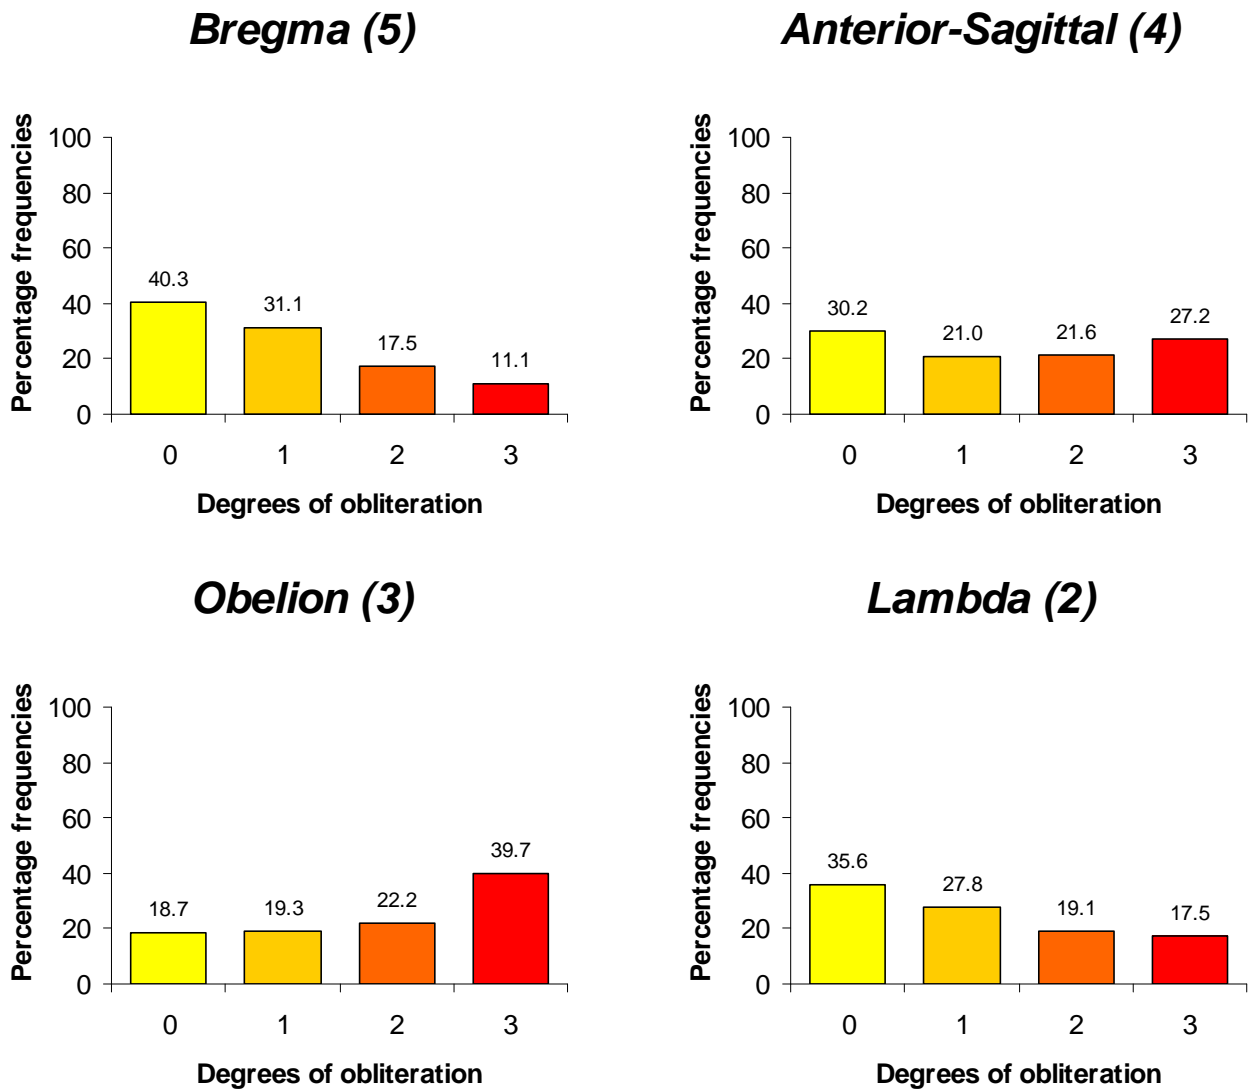 Bregma (5)
Percentage frequencies
100
80
60
40
20
0
40.3
31.1
17.5
11.1
0 1 2 3
Degrees of obliteration
Anterior-Sagittal (4)
Percentage frequencies
100
80
60
40
20
0
30.2
21.0
21.6
27.2
0 1 2 3
Degrees of obliteration
Obelion (3)
Percentage frequencies
100
80
60
40
20
0
18.7
19.3
22.2
39.7
0 1 2 3
Degrees of obliteration
Lambda (2)
Percentage frequencies
100
80
60
40
20
0
35.6
27.8
19.1
17.5
0 1 2 3
Degrees of obliteration